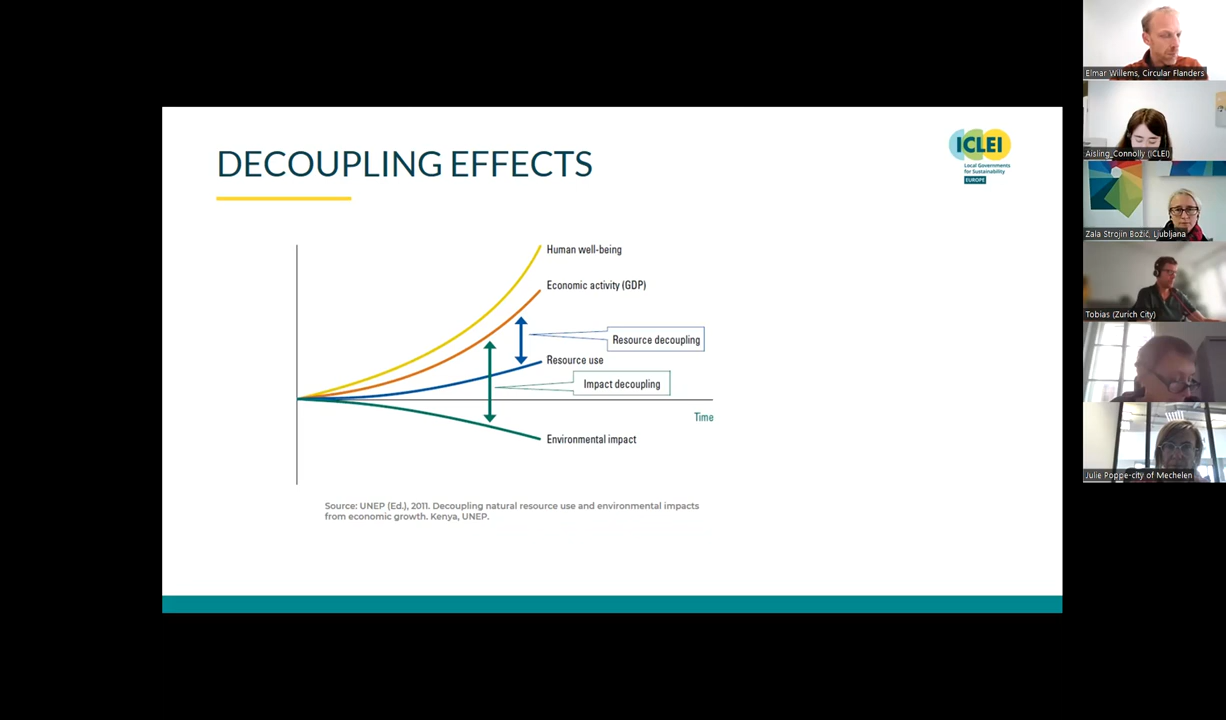 DECOUPLING EFFECTS
ICLEI
Local Governments
for Sustainability
EUROPE
Human well-being
Economic activity (GDP)
Resource decoupling
Resource use
Impact decoupling
Time
Environmental impact
Source: UNEP (Ed.), 2011. Decoupling natural resource use and environmental impacts
from economic growth. Kenya, UNEP.
Elmar Willems, Circular Flanders
Aisling_Connolly (ICLEI)
Zala Strojin Božič, Ljubljana
Tobias (Zurich City)
Julie Poppe-city of Mechelen